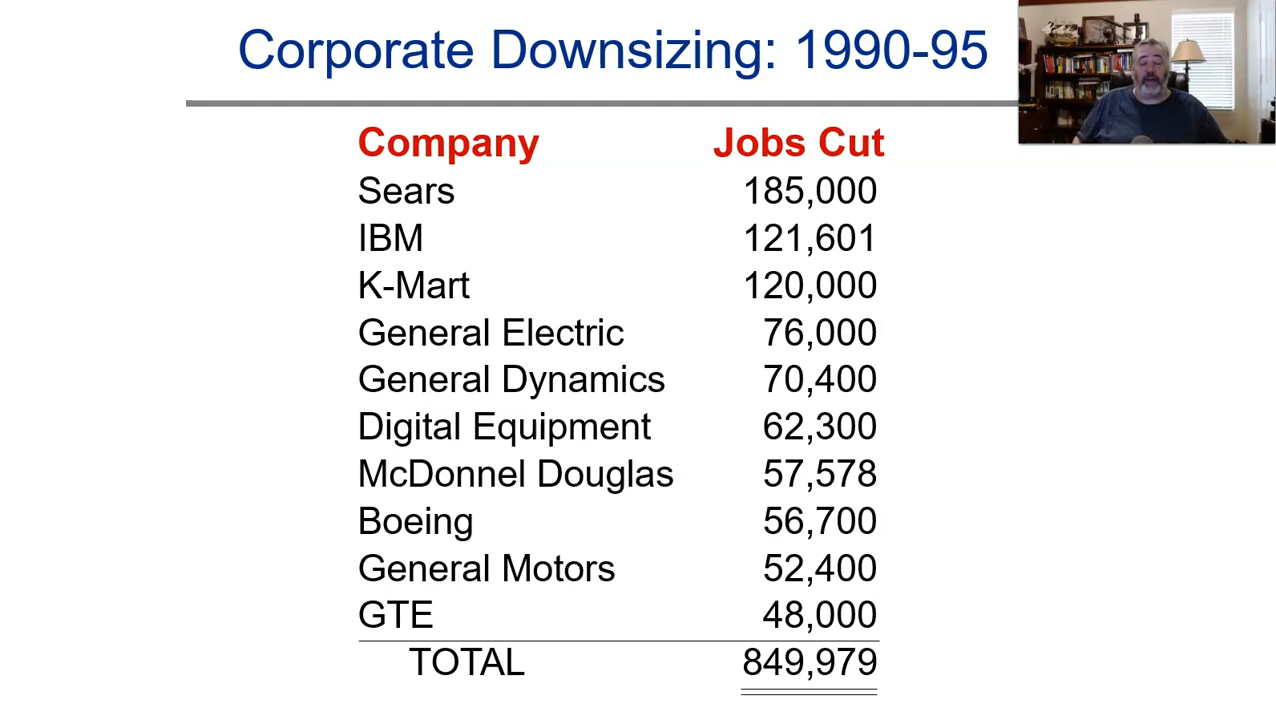 Corporate Downsizing: 1990-95
Company Jobs Cut
Sears 185,000
IBM 121,601
K-Mart 120,000
General Electric 76,000
General Dynamics 70,400
Digital Equipment 62,300
McDonnel Douglas 57,578
Boeing 56,700
General Motors 52,400
GTE 48,000
TOTAL 849,979